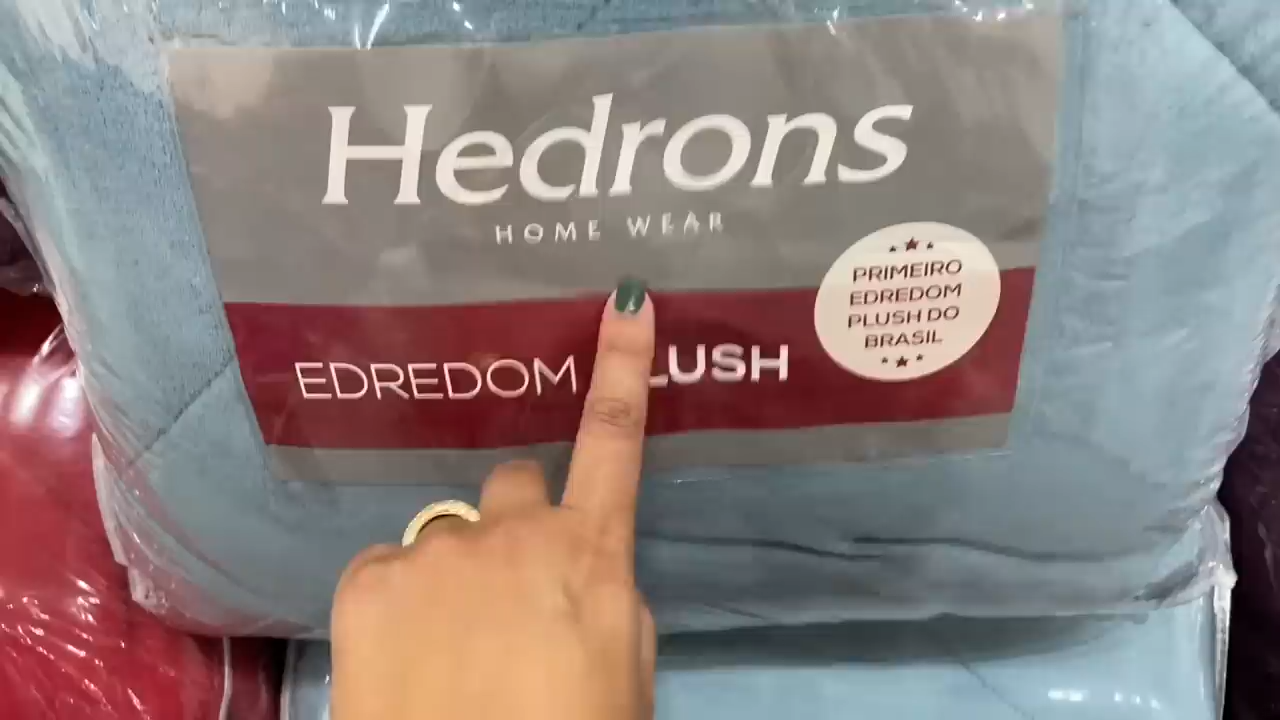 Hedrons
HOME WEAR
EDREDOM LUSH
PRIMEIRO
EDREDOM
PLUSH DO
BRASIL